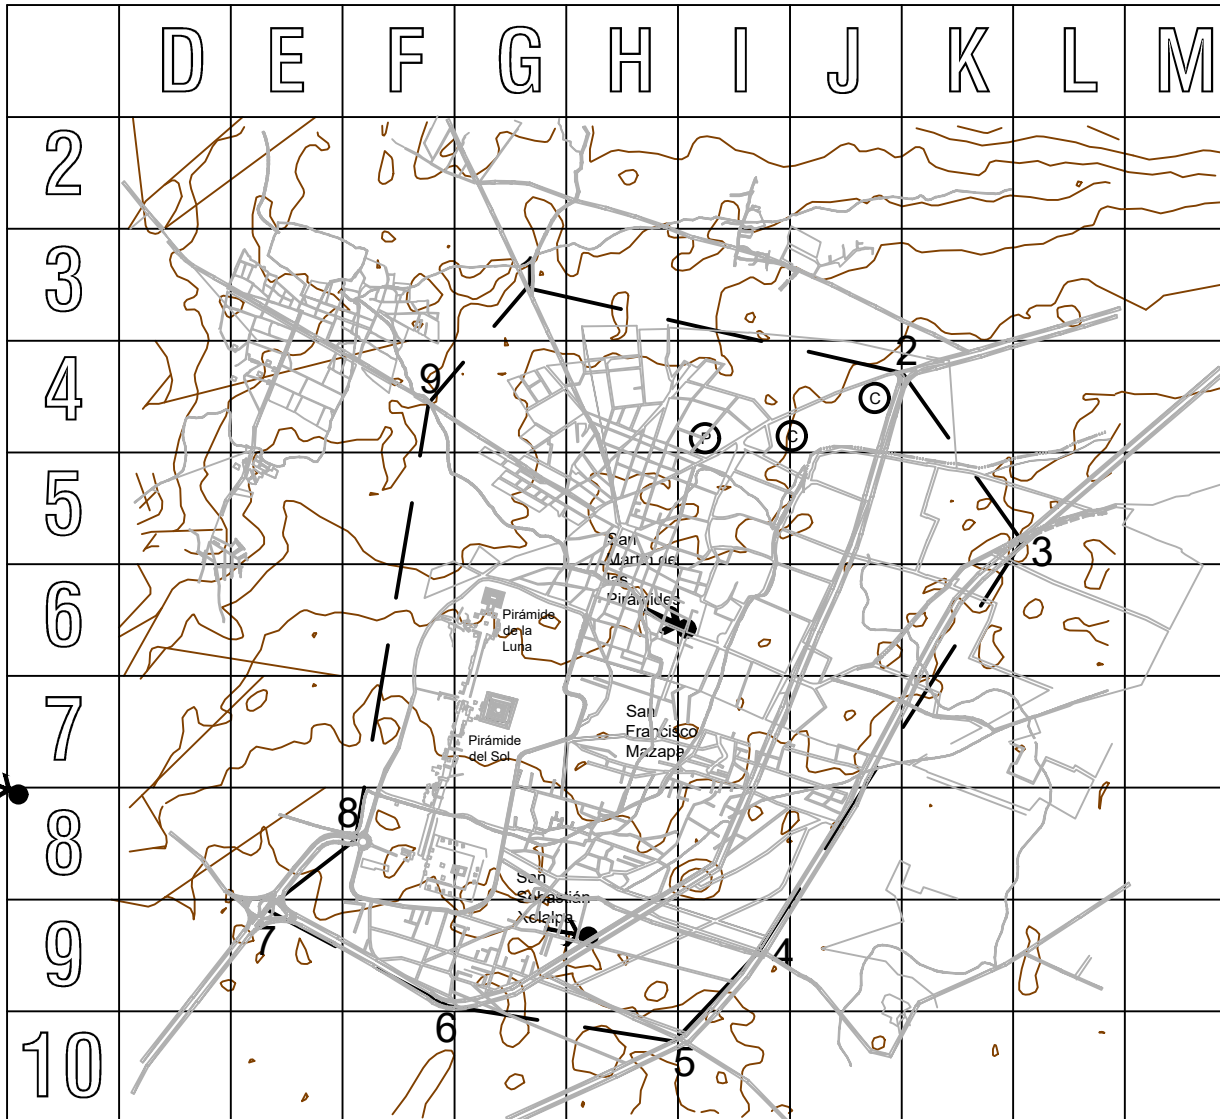 D E F G H I J K L M
2
3
1
4
2
9
C
P
C
5
San
Martín del
las
Pirámides
3
6
Pirámide
de la
Luna
7
San
Francisco
Mazapa
Pirámide
del Sol
8
8
San
Sebastián
Xolalpa
9
7
4
6
10
5